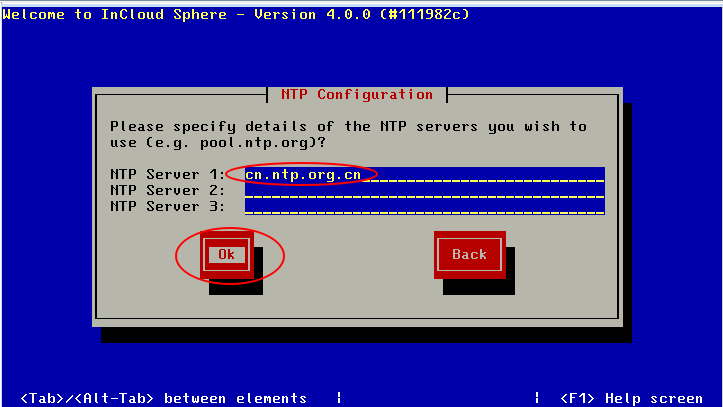 Welcome to InCloud Sphere - Version 4.0.0 (#111982c)
NTP Configuration
Please specify details of the NTP servers you wish to
use (e.g. pool.ntp.org)?
NTP Server 1: cn.ntp.org.cn
NTP Server 2:
NTP Server 3:
Ok Back
<Tab>/<Alt-Tab> between elements | | <F1> Help screen